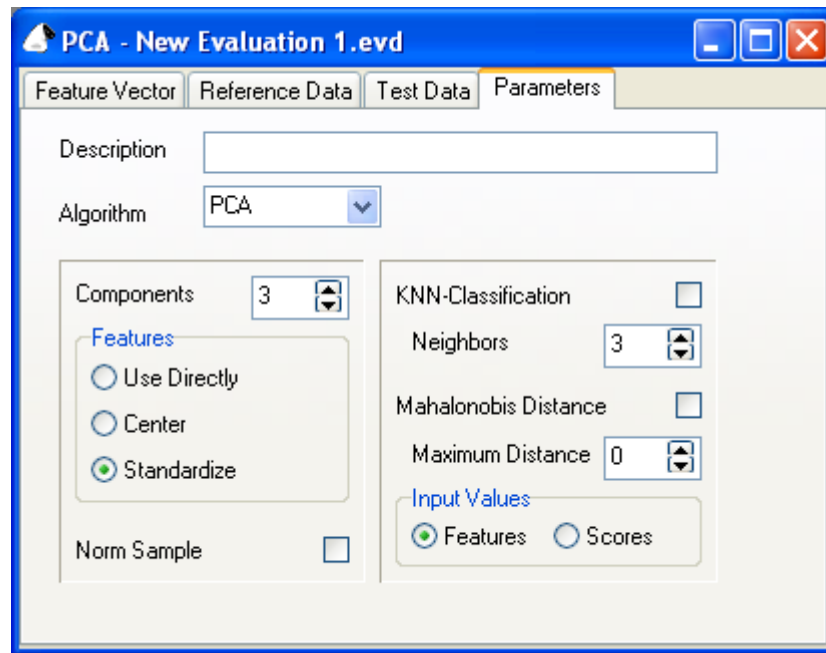 PCA - New Evaluation 1.evd
Feature Vector Reference Data Test Data Parameters
Description
Algorithm PCA
Components 3
Features
Use Directly
Center
Standardize
Norm Sample
KNN-Classification
Neighbors 3
Mahalonobis Distance
Maximum Distance 0
Input Values
Features Scores